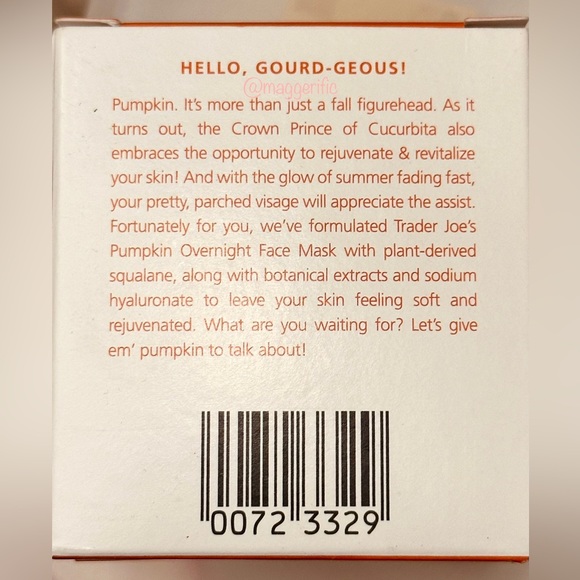 HELLO, GOURD-GEOUS!
@maggerific
Pumpkin. It's more than just a fall figurehead. As it
turns out, the Crown Prince of Cucurbita also
embraces the opportunity to rejuvenate & revitalize
your skin! And with the glow of summer fading fast,
your pretty, parched visage will appreciate the assist.
Fortunately for you, we've formulated Trader Joe's
Pumpkin Overnight Face Mask with plant-derived
squalane, along with botanical extracts and sodium
hyaluronate to leave your skin feeling soft and
rejuvenated. What are you waiting for? Let's give
em' pumpkin to talk about!
0072 3329